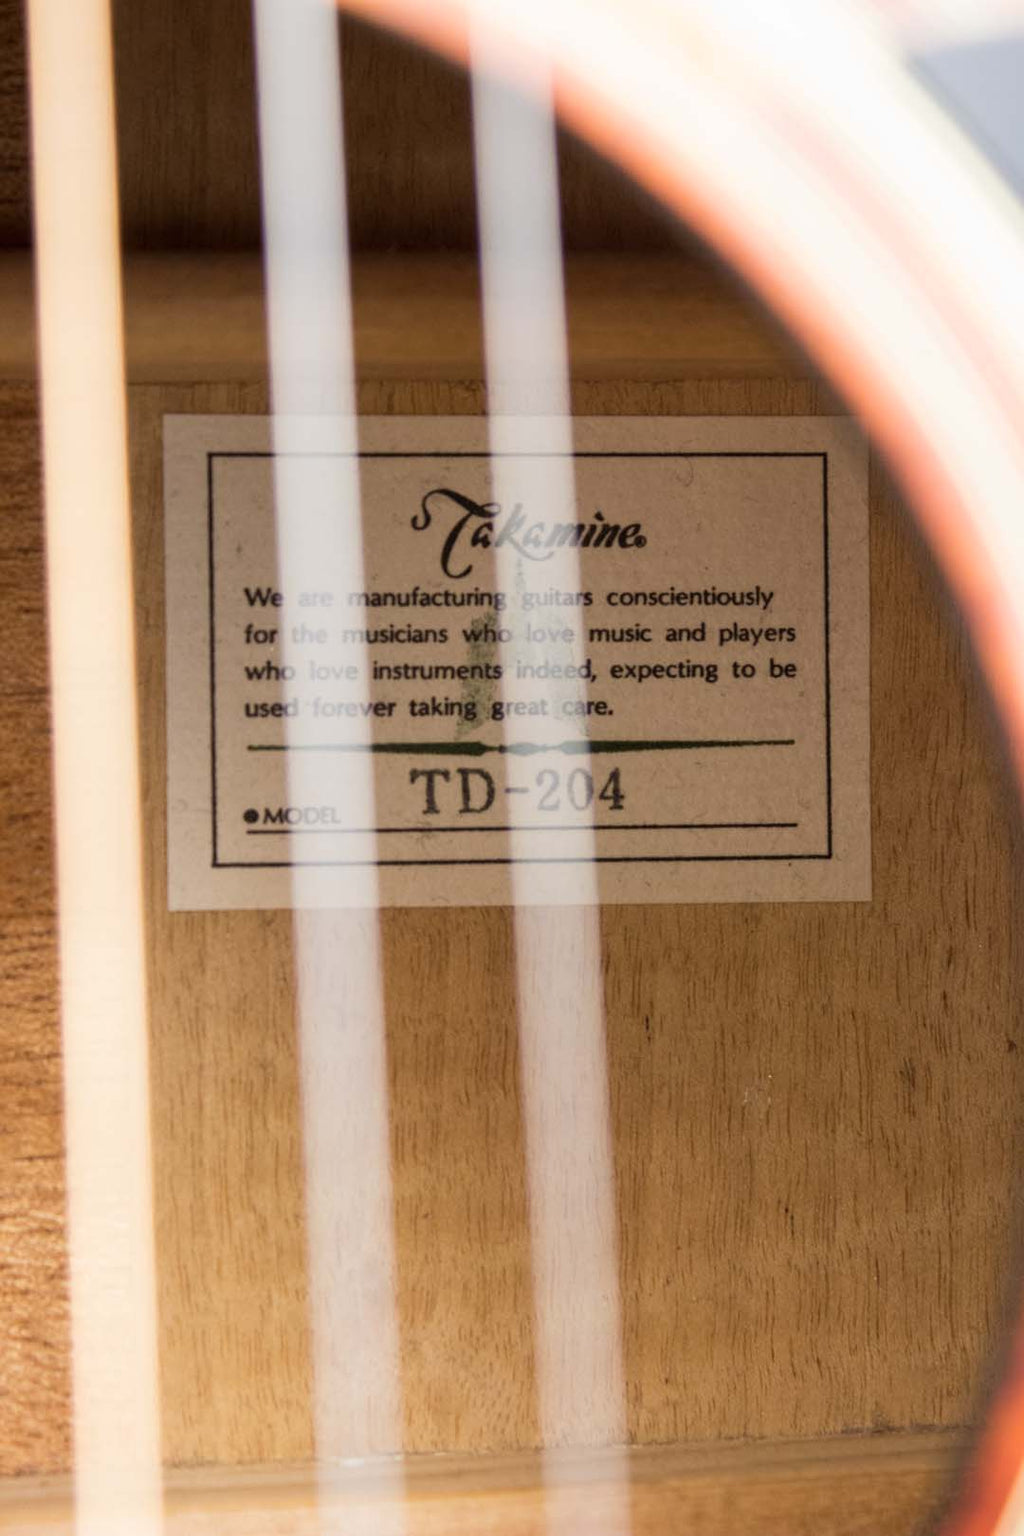 Takamine®
We are manufacturing guitars conscientiously
for the musicians who love music and players
who love instruments indeed, expecting to be
used forever taking great care.
TD-204
●MODEL